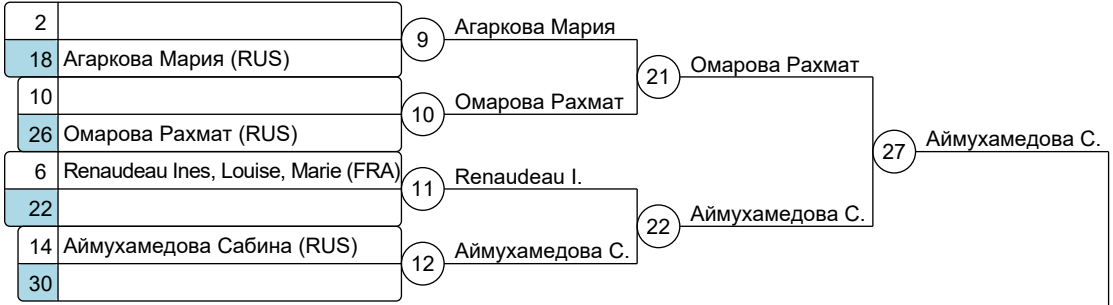 2
9
Агаркова Мария
18 Агаркова Мария (RUS)
21
Омарова Рахмат
10
10
Омарова Рахмат
26 Омарова Рахмат (RUS)
27
Аймухамедова С.
6 Renaudeau Ines, Louise, Marie (FRA)
11
Renaudeau I.
22
22
Аймухамедова С.
14 Аймухамедова Сабина (RUS)
12
Аймухамедова С.
30